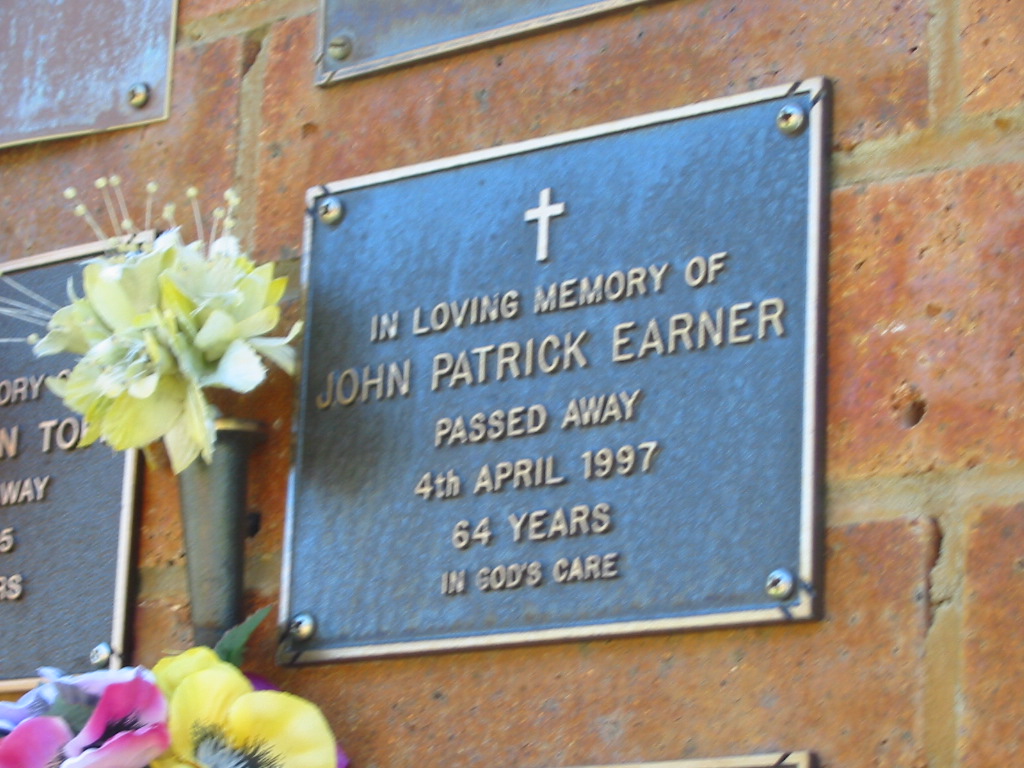 IN LOVING MEMORY OF
JOHN PATRICK EARNER
PASSED AWAY
4th APRIL 1997
64 YEARS
IN GOD'S CARE